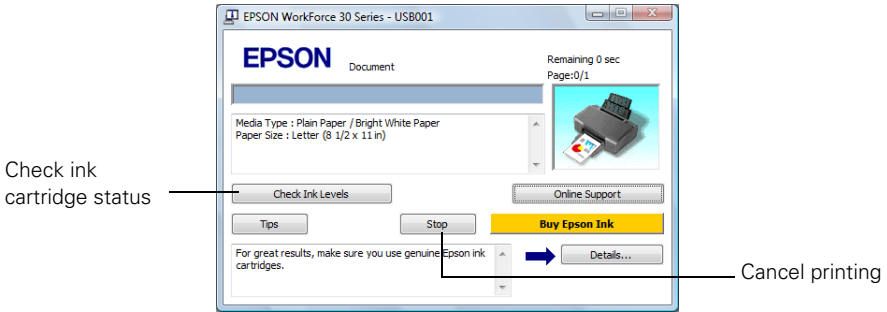 EPSON WorkForce 30 Series - USB001
EPSON
Document
Remaining 0 sec
Page:0/1
Media Type : Plain Paper / Bright White Paper
Paper Size : Letter (8 1/2 x 11 in)
Check ink
cartridge status
Check Ink Levels
Online Support
Tips
Stop
Buy Epson Ink
For great results, make sure you use genuine Epson ink
cartridges.
Details...
Cancel printing